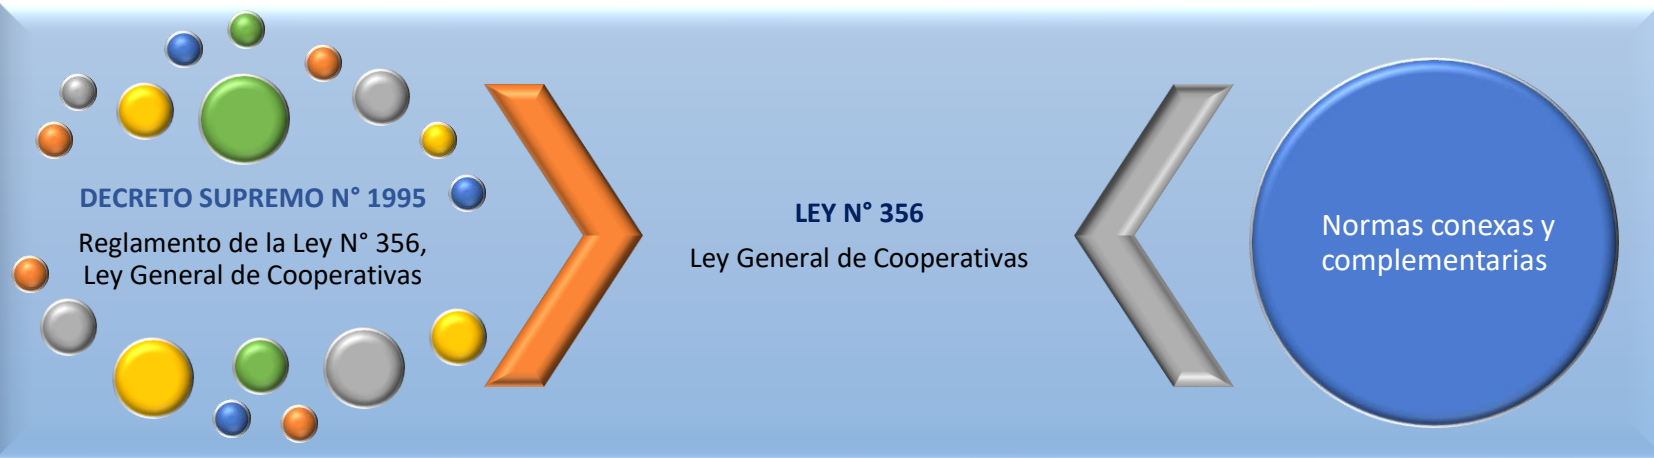 DECRETO SUPREMO N° 1995
Reglamento de la Ley N° 356,
Ley General de Cooperativas
LEY N° 356
Ley General de Cooperativas
Normas conexas y
complementarias